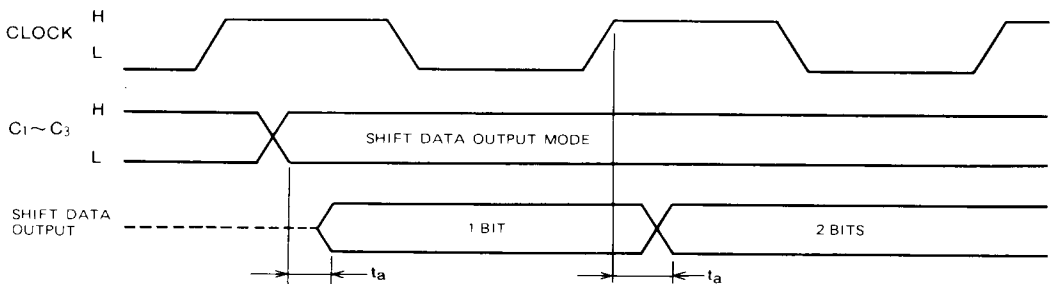 CLOCK
H
L
C1~C3
H
L
SHIFT DATA OUTPUT MODE
SHIFT DATA
OUTPUT
1 BIT
2 BITS
ta
ta